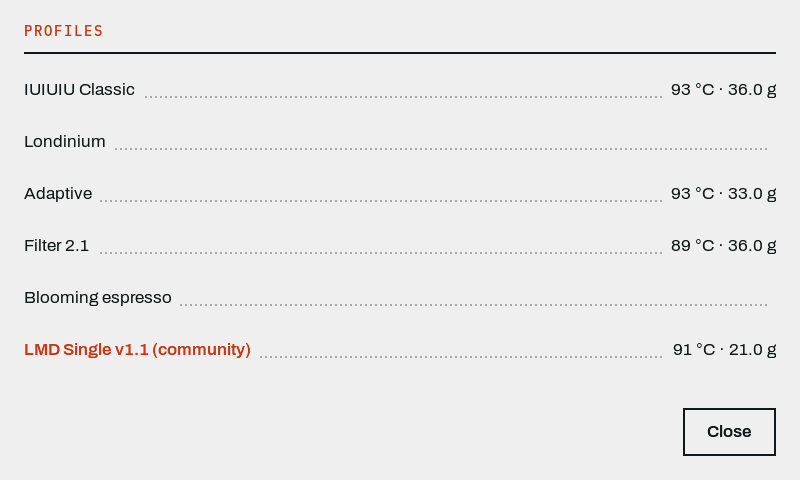 PROFILES
IUIUIU Classic 93 °C · 36.0 g
Londinium
Adaptive 93 °C · 33.0 g
Filter 2.1 89 °C · 36.0 g
Blooming espresso
LMD Single v1.1 (community) 91 °C · 21.0 g
Close